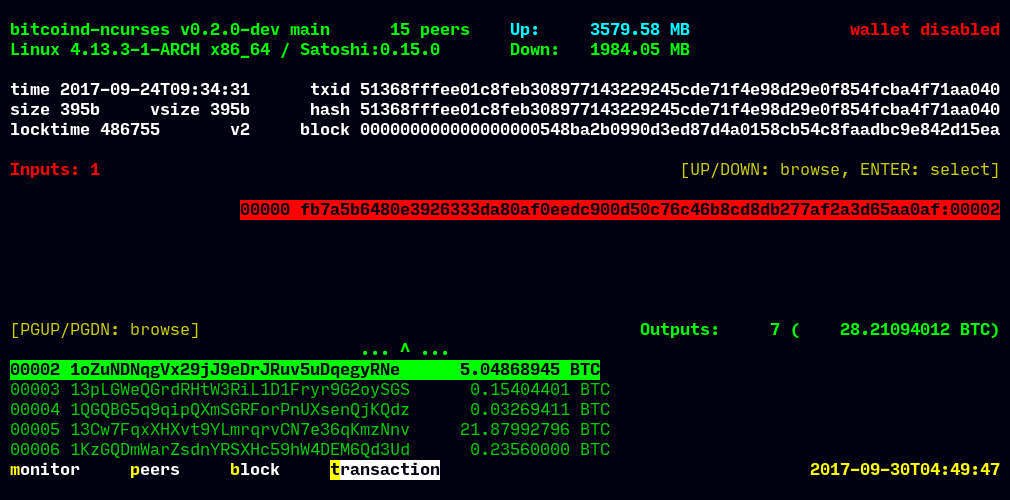 bitcoind-ncurses v0.2.0-dev main 15 peers Up: 3579.58 MB wallet disabled
Linux 4.13.3-1-ARCH x86_64 / Satoshi:0.15.0 Down: 1984.05 MB
time 2017-09-24T09:34:31 txid 51368fffee01c8feb308977143229245cde71f4e98d29e0f854fcba4f71aa040
size 395b vsize 395b hash 51368fffee01c8feb308977143229245cde71f4e98d29e0f854fcba4f71aa040
locktime 486755 v2 block 0000000000000000000548ba2b0990d3ed87d4a0158cb54c8faadbc9e842d15ea
Inputs: 1 [UP/DOWN: browse, ENTER: select]
00000 fb7a5b6480e3926333da80af0eedc900d50c76c46b8cd8db277af2a3d65aa0af:00002
[PGUP/PGDN: browse] Outputs: 7 ( 28.21094012 BTC)
... ^ ...
00002 1oZuNDNqgVx29jJ9eDrJRuv5uDqegyRNe 5.04868945 BTC
00003 13pLGWeQGrdRHtW3RiL1D1Fryr9G2oySGS 0.15404401 BTC
00004 1QGQBG5q9qipQXmSGRForPnUXsenQjKQdz 0.03269411 BTC
00005 13Cw7FqxXHXvt9YLmrqrvCN7e36qKmzNnv 21.87992796 BTC
00006 1KzGQDmWarZsdnYRSXHc59hW4DEM6Qd3Ud 0.23560000 BTC
monitor peers block transaction 2017-09-30T04:49:47